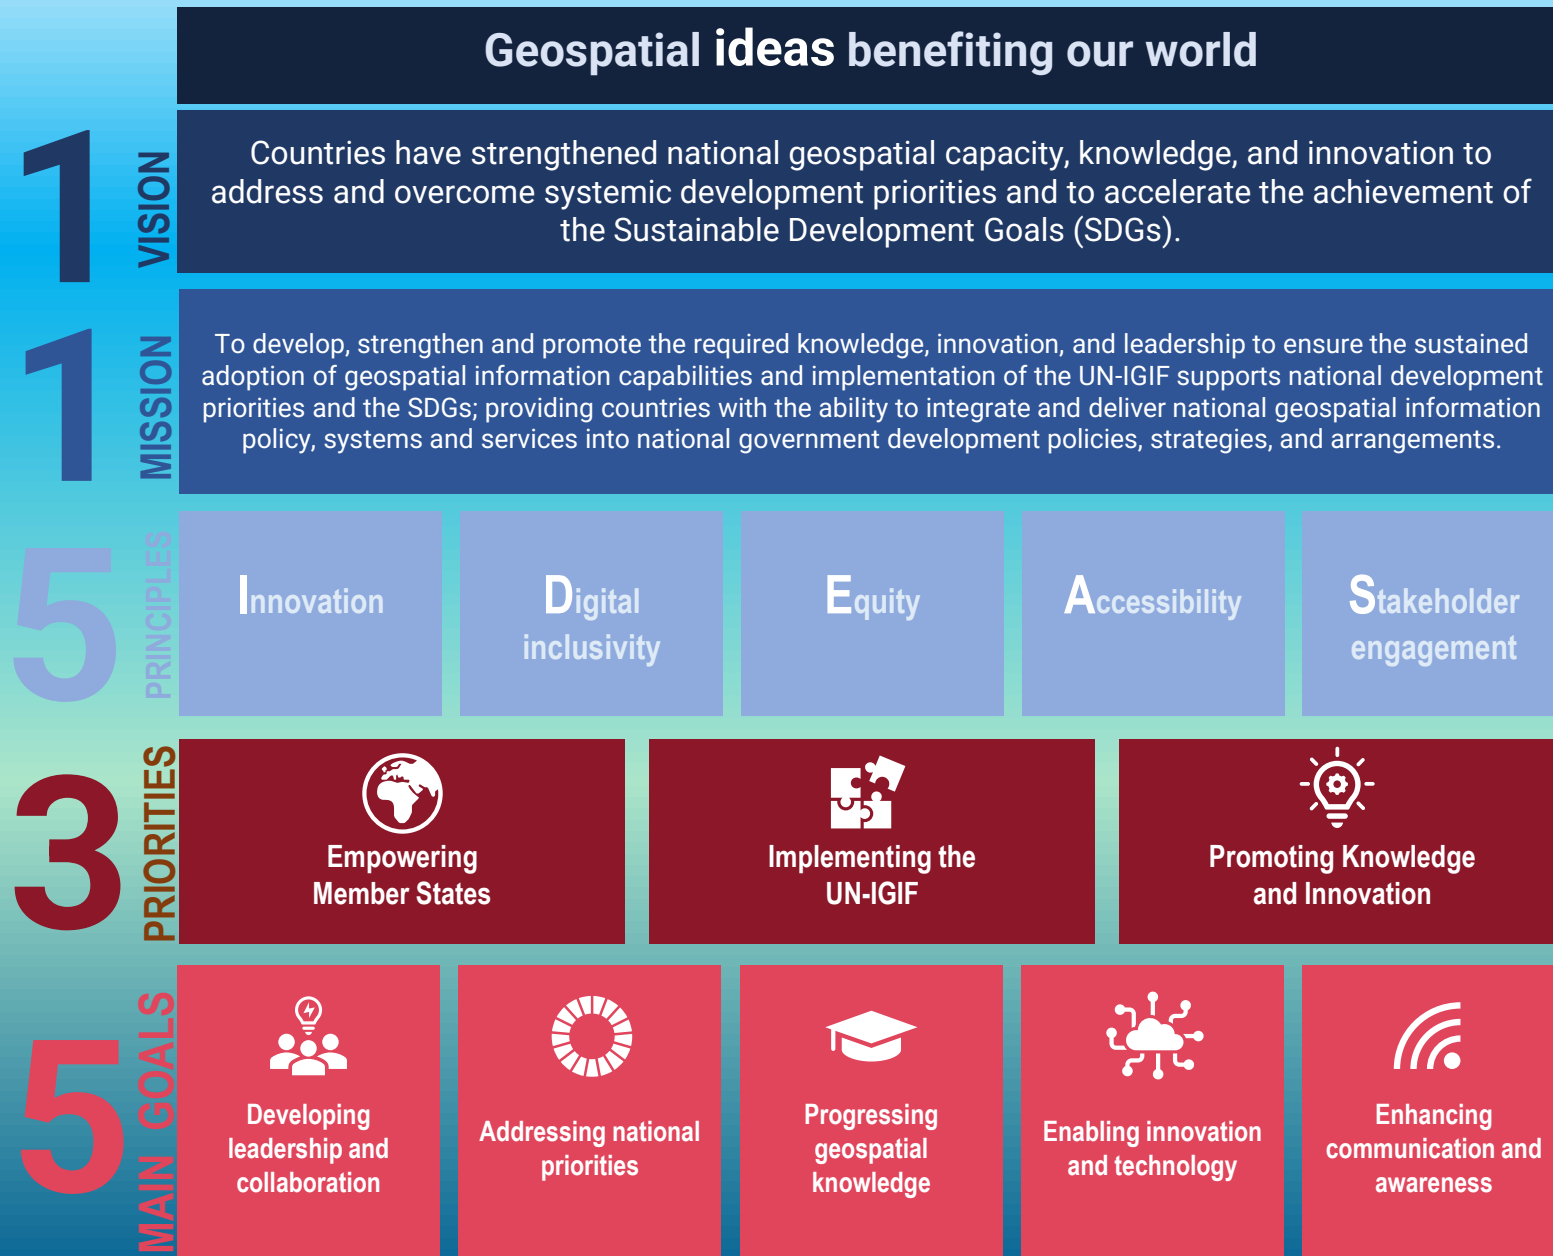 Geospatial ideas benefiting our world
1
VISION
Countries have strengthened national geospatial capacity, knowledge, and innovation to
address and overcome systemic development priorities and to accelerate the achievement of
the Sustainable Development Goals (SDGs).
1
MISSION
To develop, strengthen and promote the required knowledge, innovation, and leadership to ensure the sustained
adoption of geospatial information capabilities and implementation of the UN-IGIF supports national development
priorities and the SDGs; providing countries with the ability to integrate and deliver national geospatial information
policy, systems and services into national government development policies, strategies, and arrangements.
5
PRINCIPLES
Innovation
Digital
inclusivity
Equity
Accessibility
Stakeholder
engagement
3
PRIORITIES
Empowering
Member States
Implementing the
UN-IGIF
Promoting Knowledge
and Innovation
5
MAIN GOALS
Developing
leadership and
collaboration
Addressing national
priorities
Progressing
geospatial
knowledge
Enabling innovation
and technology
Enhancing
communication and
awareness